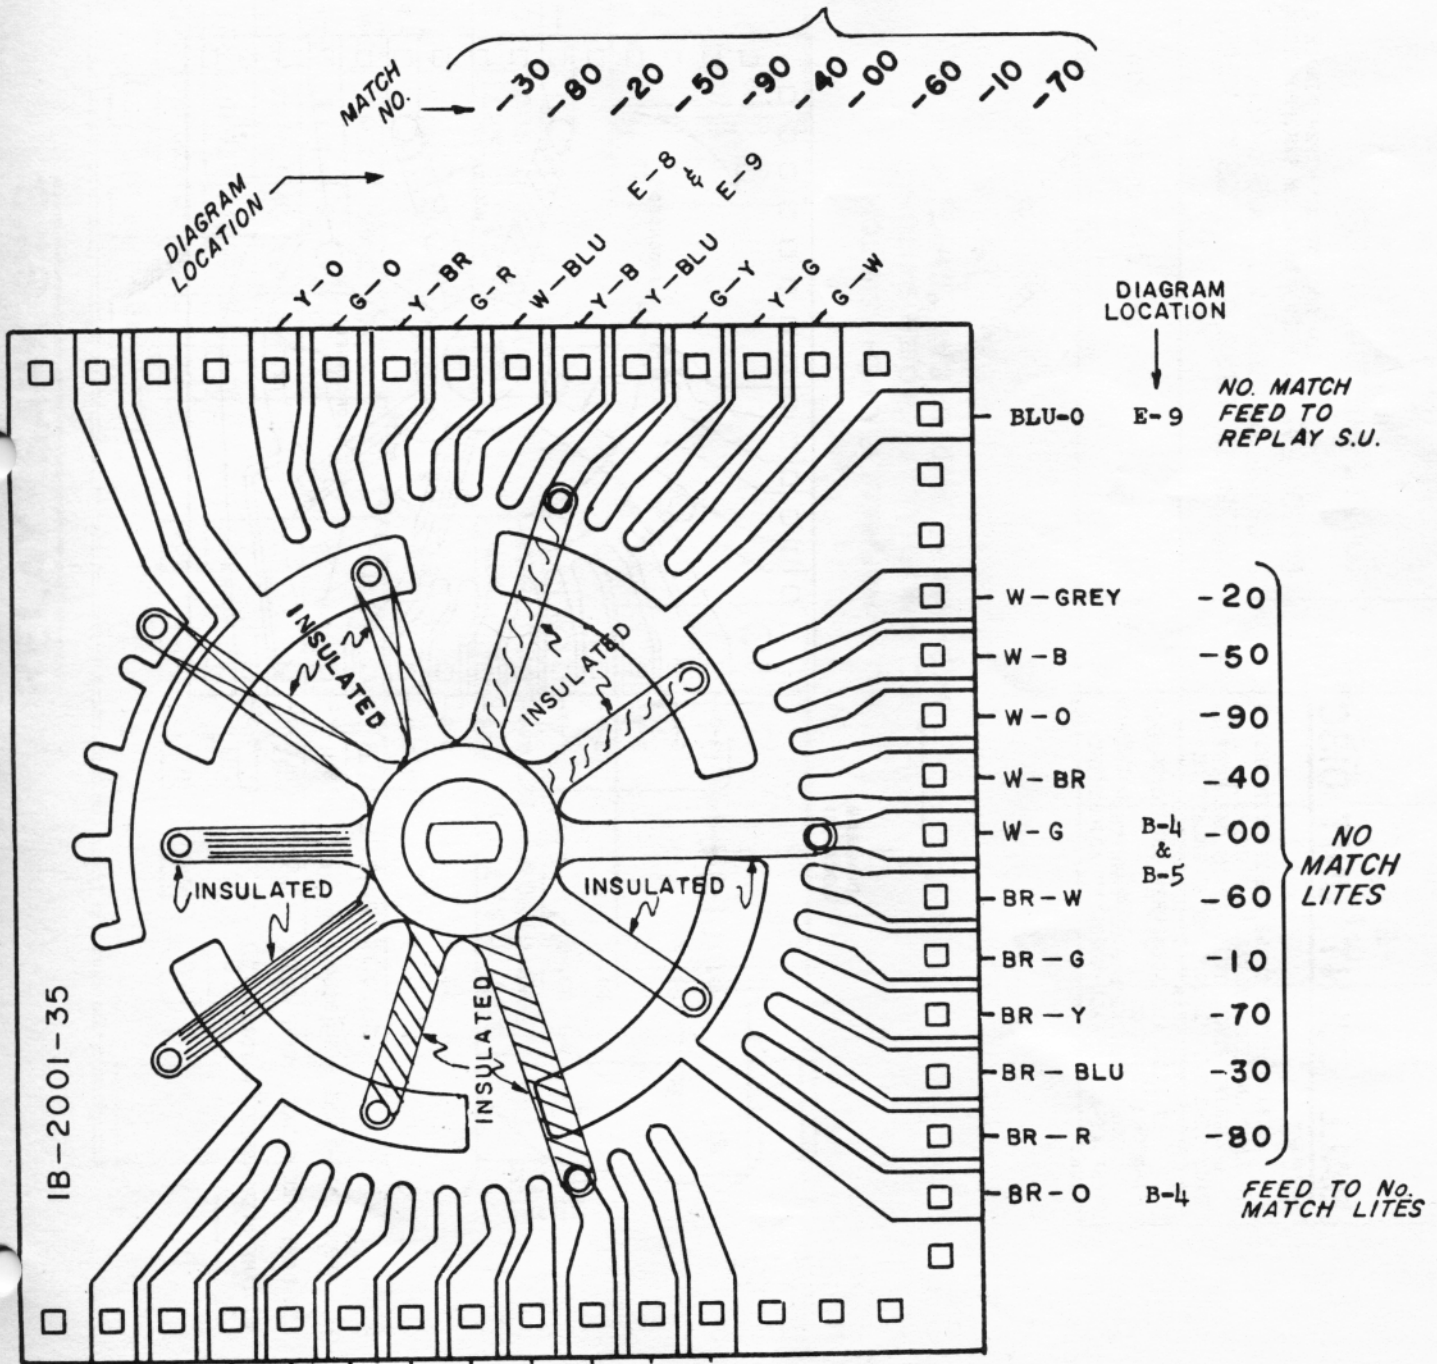 MATCH
NO.
-30
-80
-20
-50
-90
-40
-00
-60
-10
-70
E-8
&
E-9
DIAGRAM
LOCATION
Y-O
G-O
Y-BR
G-R
W-BLU
Y-B
Y-BLU
G-Y
Y-G
G-W
DIAGRAM
LOCATION
BLU-O E-9
NO. MATCH
FEED TO
REPLAY S.U.
W-GREY -20
W-B -50
W-O -90
W-BR -40
W-G -00
B-4
&
B-5
BR-W -60
BR-G -10
BR-Y -70
BR-BLU -30
BR-R -80
NO
MATCH
LITES
BR-O B-4
FEED TO No.
MATCH LITES
INSULATED
INSULATED
INSULATED
INSULATED
INSULATED
1B-2001-35